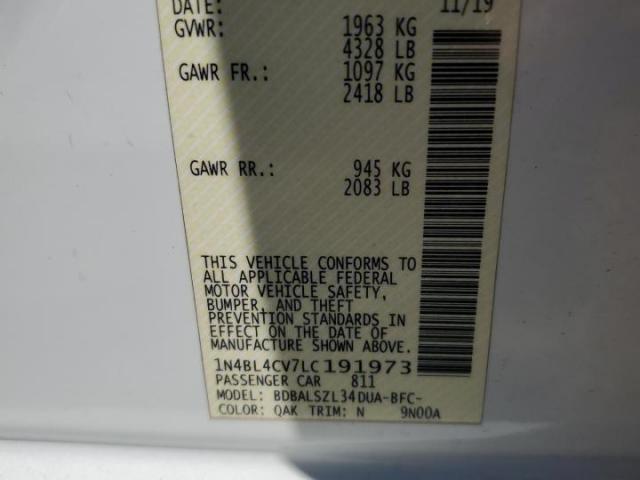 DATE: 11/19
GVWR: 1963 KG
4328 LB
GAWR FR.: 1097 KG
2418 LB
GAWR RR.: 945 KG
2083 LB
THIS VEHICLE CONFORMS TO
ALL APPLICABLE FEDERAL
MOTOR VEHICLE SAFETY,
BUMPER, AND THEFT
PREVENTION STANDARDS IN
EFFECT ON THE DATE OF
MANUFACTURE SHOWN ABOVE.
1N4BL4CV7LC191973
PASSENGER CAR 811
MODEL: BDBALSZL34DUA-BFC-
COLOR: QAK TRIM: N 9N00A